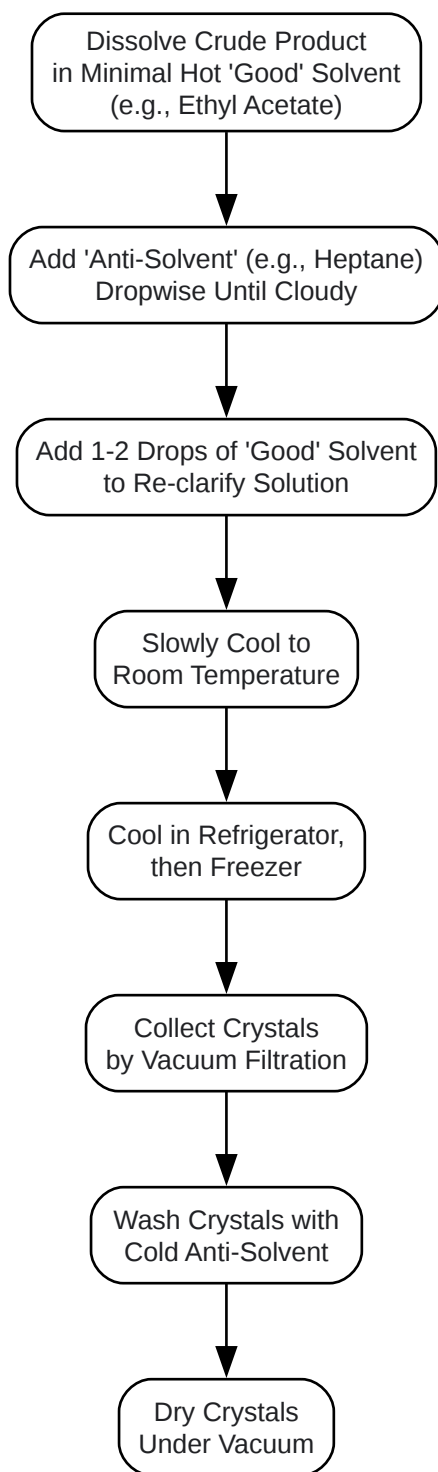 Dissolve Crude Product
in Minimal Hot 'Good' Solvent
(e.g., Ethyl Acetate)
Add 'Anti-Solvent' (e.g., Heptane)
Dropwise Until Cloudy
Add 1-2 Drops of 'Good' Solvent
to Re-clarify Solution
Slowly Cool to
Room Temperature
Cool in Refrigerator,
then Freezer
Collect Crystals
by Vacuum Filtration
Wash Crystals with
Cold Anti-Solvent
Dry Crystals
Under Vacuum